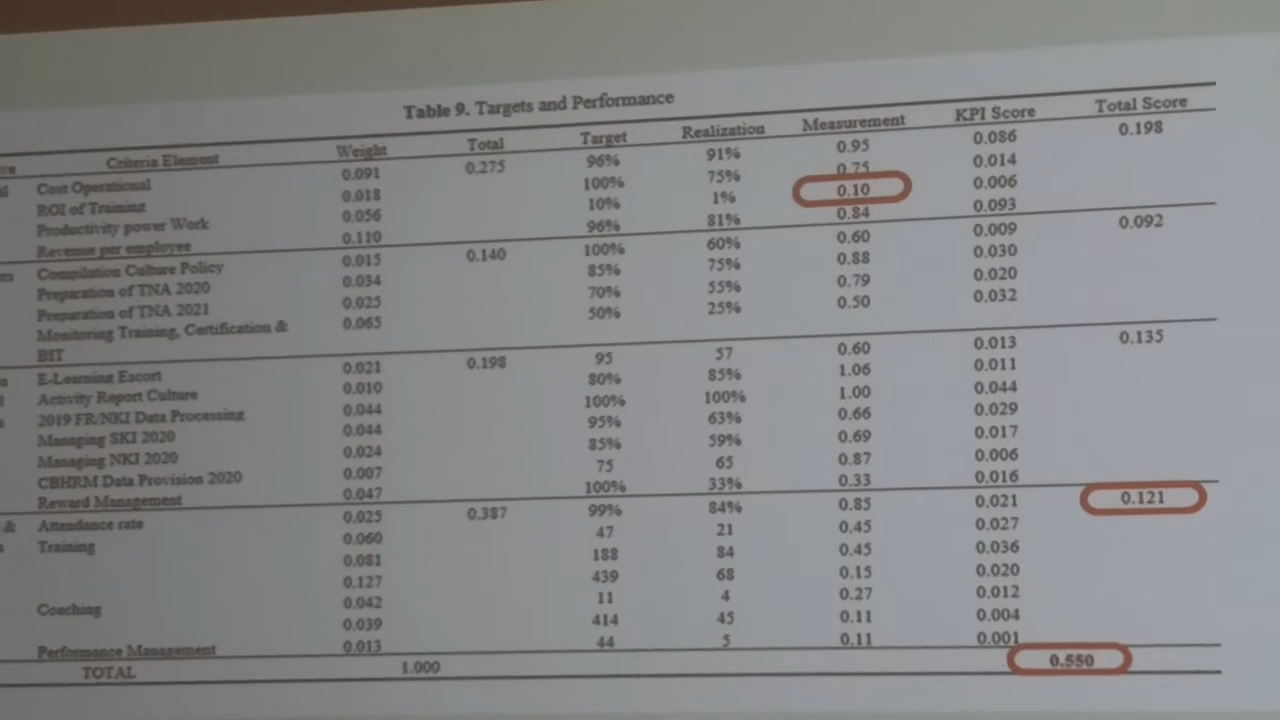 Table 9. Targets and Performance
Criteria Element Weight Total Target Realization Measurement KPI Score Total Score
Cost Operational 0.091 0.275 96% 91% 0.95 0.086 0.198
ROI of Training 0.018 100% 75% 0.75 0.014
Productivity power Work 0.056 10% 1% 0.10 0.006
Revenue per employee 0.110 96% 81% 0.84 0.093
Compilation Culture Policy 0.015 0.140 100% 60% 0.60 0.009 0.092
Preparation of TNA 2020 0.034 85% 75% 0.88 0.030
Preparation of TNA 2021 0.025 70% 55% 0.79 0.020
Monitoring Training, Certification & 0.065 50% 25% 0.50 0.032
BIT
E-Learning Escort 0.021 0.198 95 57 0.60 0.013 0.135
Activity Report Culture 0.010 80% 85% 1.06 0.011
2019 FR/NKI Data Processing 0.044 100% 100% 1.00 0.044
Managing SKI 2020 0.044 95% 63% 0.66 0.029
Managing NKI 2020 0.024 85% 59% 0.69 0.017
CBHRM Data Provision 2020 0.007 75 65 0.87 0.006
Reward Management 0.047 100% 33% 0.33 0.016
& Attendance rate 0.025 0.387 99% 84% 0.85 0.021 0.121
Training 0.060 47 21 0.45 0.027
0.081 188 84 0.45 0.036
0.127 439 68 0.15 0.020
Coaching 0.042 11 4 0.27 0.012
0.039 414 45 0.11 0.004
Performance Management 0.013 44 5 0.11 0.001
TOTAL 1.000 0.550